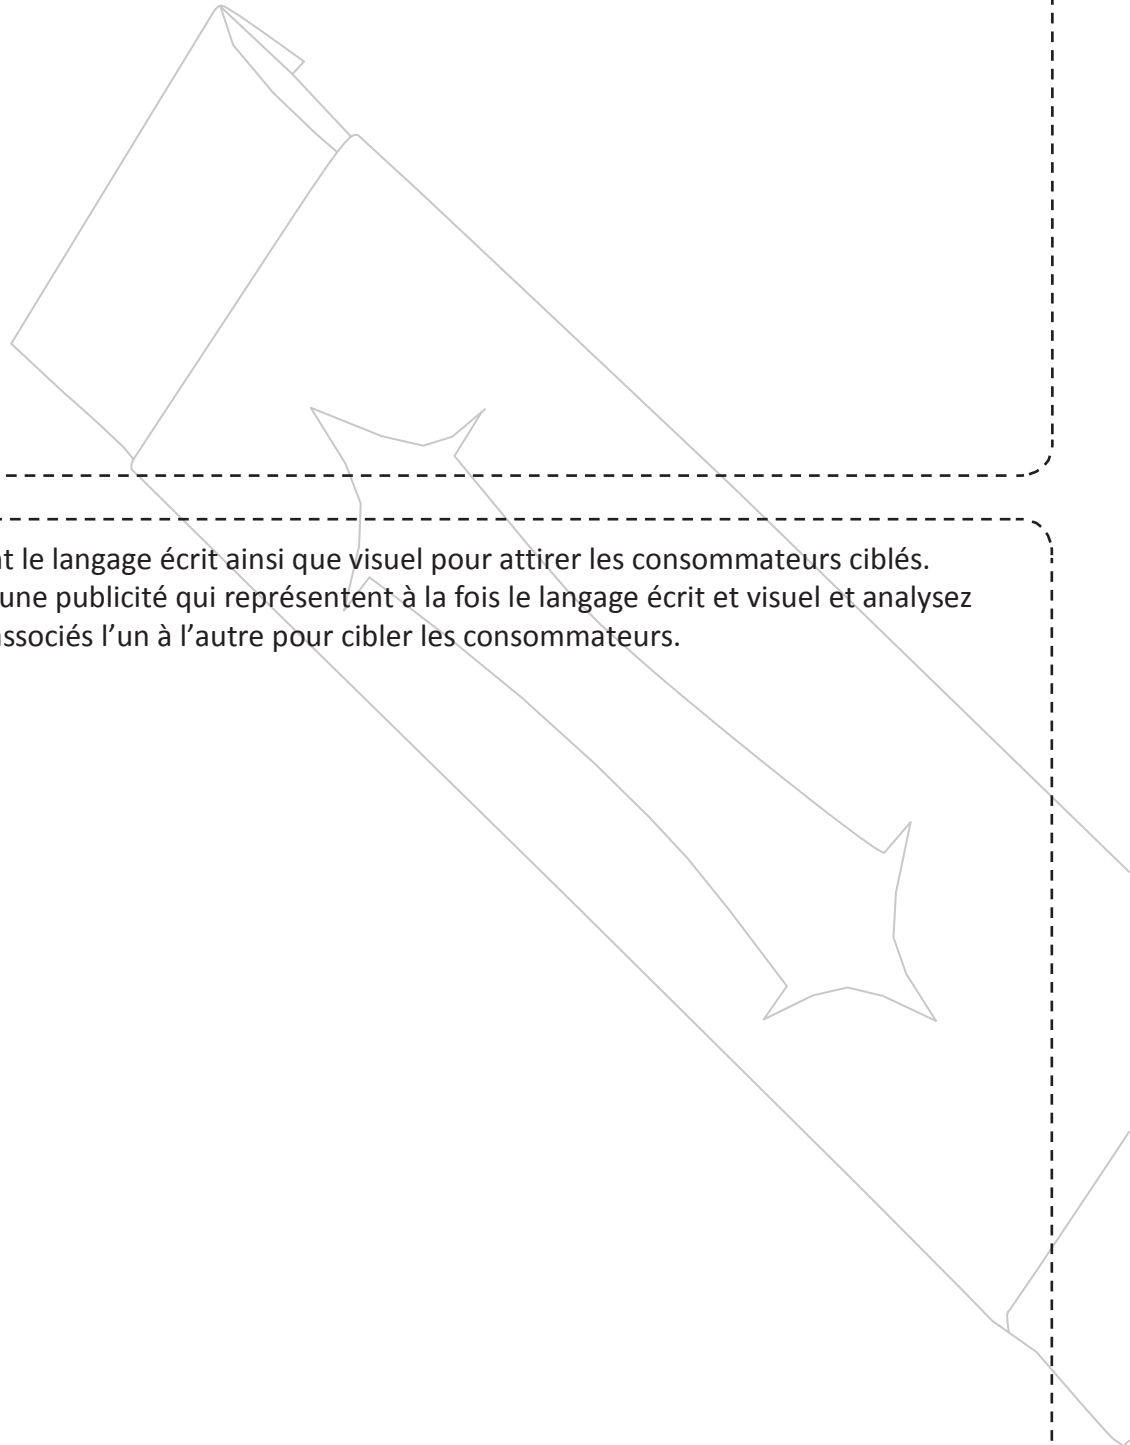 le langage écrit ainsi que visuel pour attirer les consommateurs ciblés.
une publicité qui représentent à la fois le langage écrit et visuel et analysez
associés l’un à l’autre pour cibler les consommateurs.